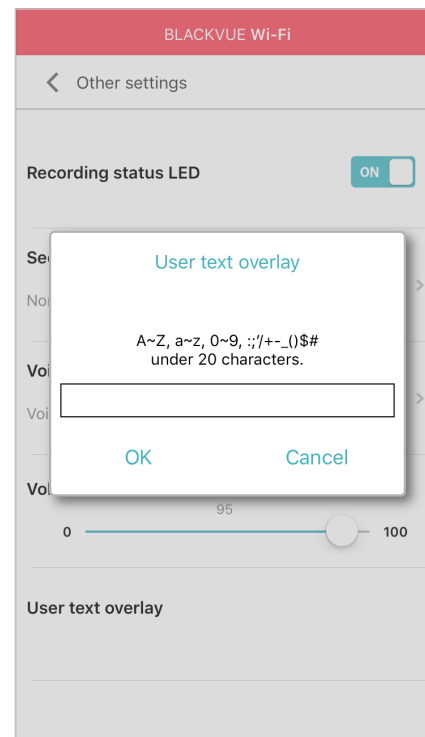 BLACKVUE Wi-Fi
Other settings
Recording status LED
ON
User text overlay
A~Z, a~z, 0~9, :;'/+-_()$#
under 20 characters.
OK
Cancel
95
0
100
User text overlay